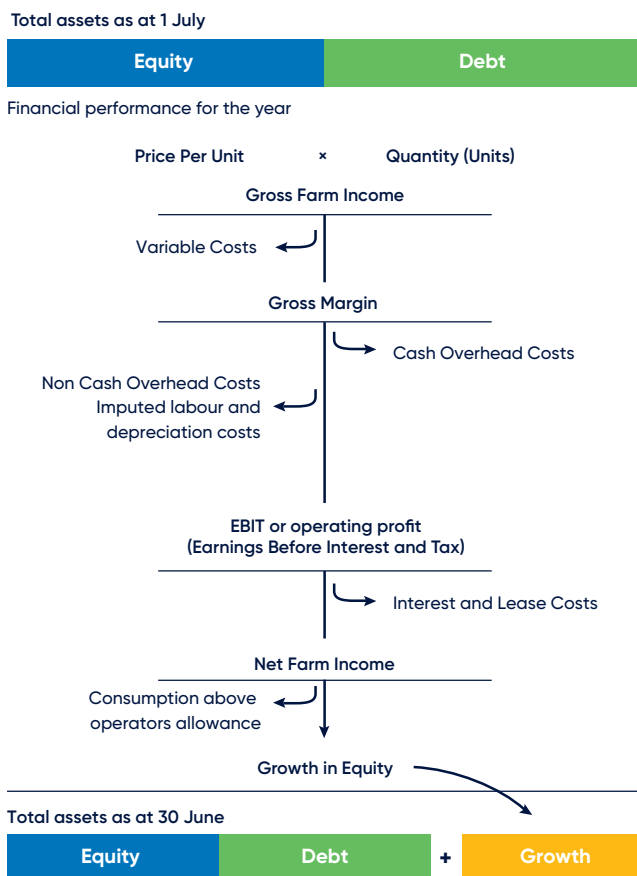 Total assets as at 1 July
Equity
Debt
Financial performance for the year
Price Per Unit × Quantity (Units)
Gross Farm Income
Variable Costs
Gross Margin
Cash Overhead Costs
Non Cash Overhead Costs
Imputed labour and
depreciation costs
EBIT or operating profit
(Earnings Before Interest and Tax)
Interest and Lease Costs
Net Farm Income
Consumption above
operators allowance
Growth in Equity
Total assets as at 30 June
Equity
Debt
+
Growth